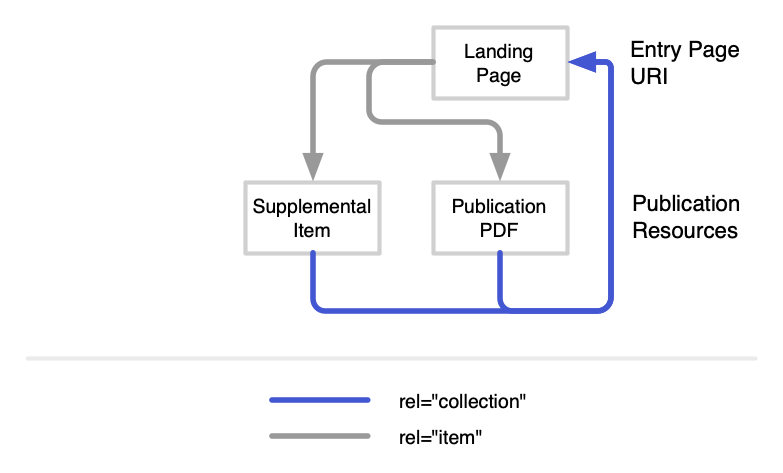 Landing
Page
Entry Page
URI
Supplemental
Item
Publication
PDF
Publication
Resources
rel="collection"
rel="item"